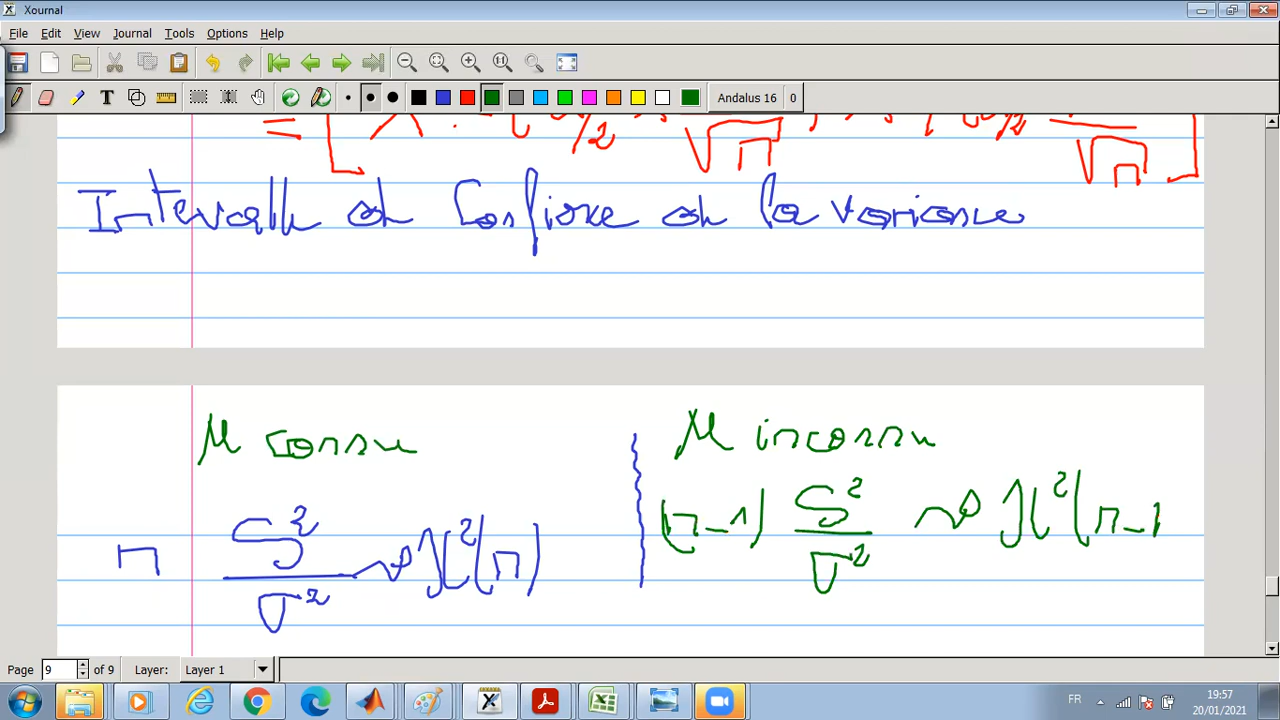 Xournal
File Edit View Journal Tools Options Help
Andalus 16 0
Intervalle de Confiance de la variance
μ connu
μ inconnu
n S²/σ² ↝ χ²(n)
(n-1) S²/σ² ↝ χ²(n-1
Page 9 of 9 Layer: Layer 1
FR 19:57
20/01/2021